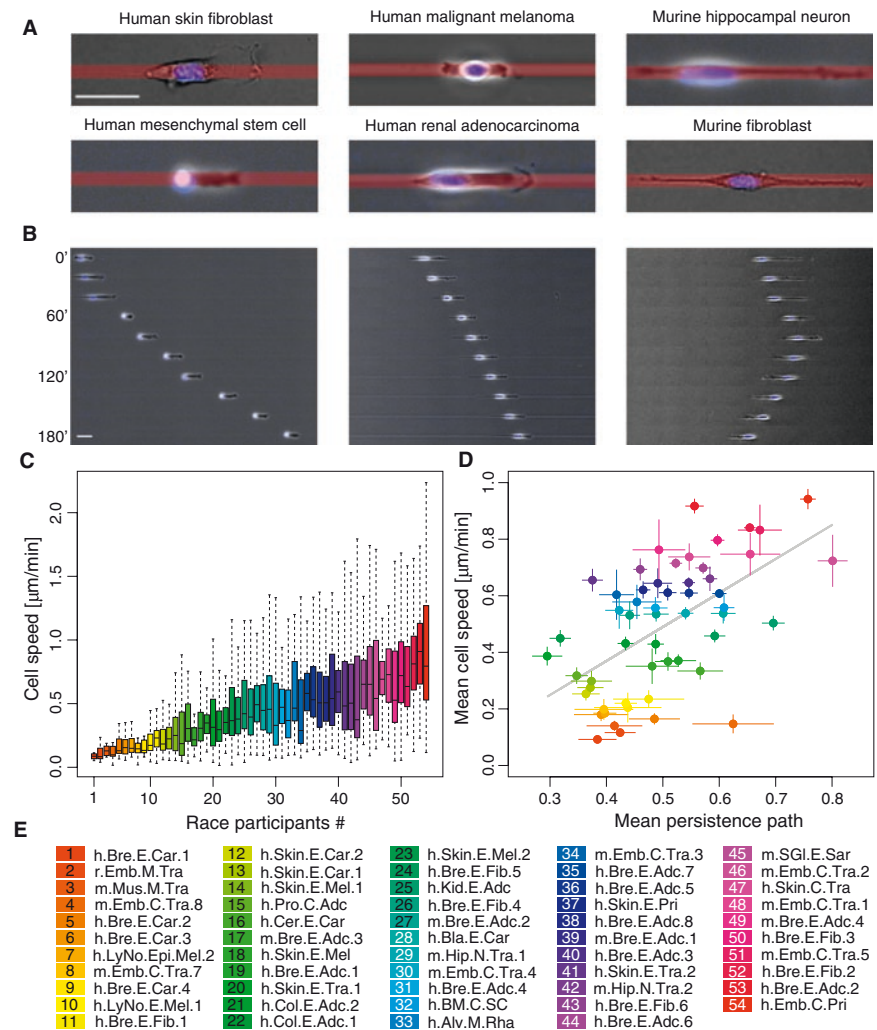 A
Human skin fibroblast
Human malignant melanoma
Murine hippocampal neuron
Human mesenchymal stem cell
Human renal adenocarcinoma
Murine fibroblast
B
0'
60'
120'
180'
C
Cell speed [μm/min]
2.0
1.5
1.0
0.5
0.0
1 10 20 30 40 50
Race participants #
D
Mean cell speed [μm/min]
1.0
0.8
0.6
0.4
0.2
0.0
0.3 0.4 0.5 0.6 0.7 0.8
Mean persistence path
E
1 h.Bre.E.Car.1
2 r.Emb.M.Tra
3 m.Mus.M.Tra
4 m.Emb.C.Tra.8
5 h.Bre.E.Car.2
6 h.Bre.E.Car.3
7 h.LyNo.Epi.Mel.2
8 m.Emb.C.Tra.7
9 h.Bre.E.Car.4
10 h.LyNo.E.Mel.1
11 h.Bre.E.Fib.1
12 h.Skin.E.Car.2
13 h.Skin.E.Car.1
14 h.Skin.E.Mel.1
15 h.Pro.C.Adc
16 h.Cer.E.Car
17 m.Bre.E.Adc.3
18 h.Skin.E.Mel
19 h.Bre.E.Adc.1
20 h.Skin.E.Tra.1
21 h.Col.E.Adc.2
22 h.Col.E.Adc.1
23 h.Skin.E.Mel.2
24 h.Bre.E.Fib.5
25 h.Kid.E.Adc
26 h.Bre.E.Fib.4
27 m.Bre.E.Adc.2
28 h.Bla.E.Car
29 m.Hip.N.Tra.1
30 m.Emb.C.Tra.4
31 h.Bre.E.Adc.4
32 h.BM.C.SC
33 h.Alv.M.Rha
34 m.Emb.C.Tra.3
35 h.Bre.E.Adc.7
36 h.Bre.E.Adc.5
37 h.Skin.E.Pri
38 h.Bre.E.Adc.8
39 m.Bre.E.Adc.1
40 h.Bre.E.Adc.3
41 h.Skin.E.Tra.2
42 m.Hip.N.Tra.2
43 h.Bre.E.Fib.6
44 h.Bre.E.Adc.6
45 m.SGl.E.Sar
46 m.Emb.C.Tra.2
47 h.Skin.C.Tra
48 m.Emb.C.Tra.1
49 m.Bre.E.Adc.4
50 h.Bre.E.Fib.3
51 m.Emb.C.Tra.5
52 h.Bre.E.Fib.2
53 h.Bre.E.Adc.2
54 h.Emb.C.Pri